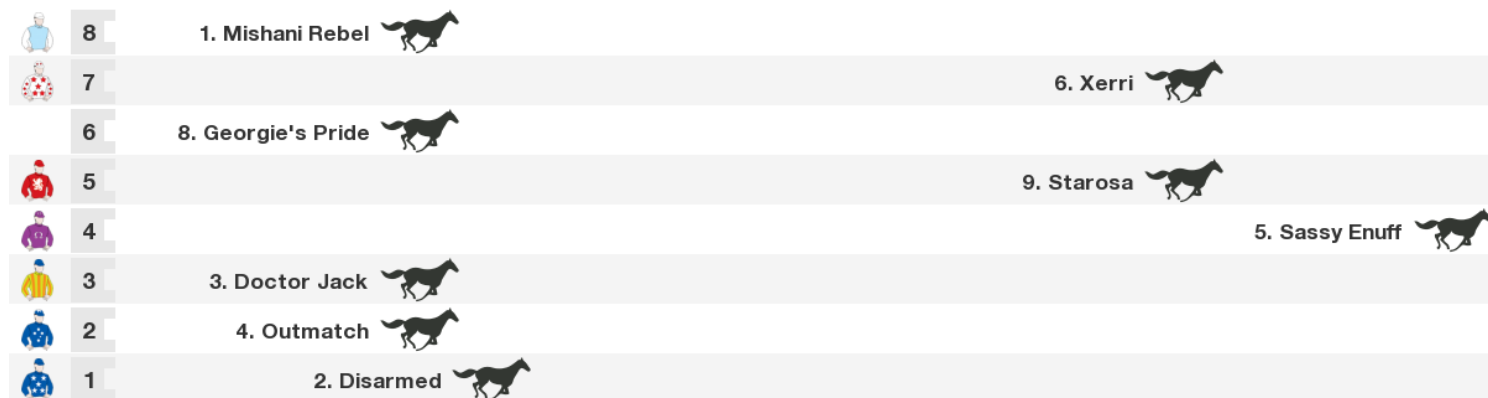 8 1. Mishani Rebel
7 6. Xerri
6 8. Georgie's Pride
5 9. Starosa
4 5. Sassy Enuff
3 3. Doctor Jack
2 4. Outmatch
1 2. Disarmed